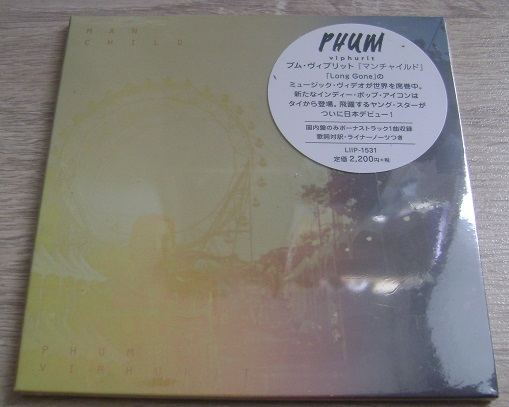 MAN
CHILD
PHUM
viphurit
プム・ヴィプリット「マンチャイルド」
「Long Gone」の
ミュージック・ヴィデオが世界を席巻中。
新たなインディー・ポップ・アイコンは
タイから登場。飛躍するヤング・スターが
ついに日本デビュー!
国内盤のみボーナストラック1曲収録
歌詞対訳・ライナーノーツつき
LIIP-1531
定価 2,200円+税
PHUM
VIPHURIT